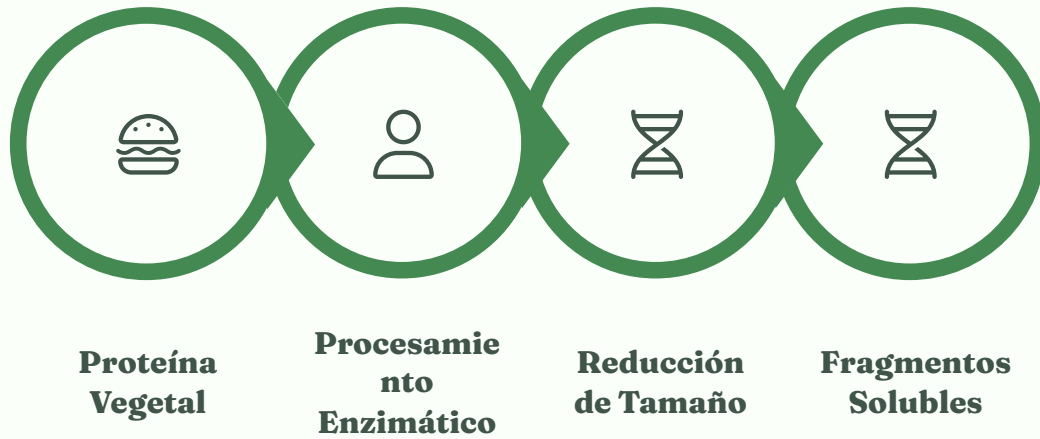 Proteína
Vegetal
Procesamie
nto
Enzimático
Reducción
de Tamaño
Fragmentos
Solubles